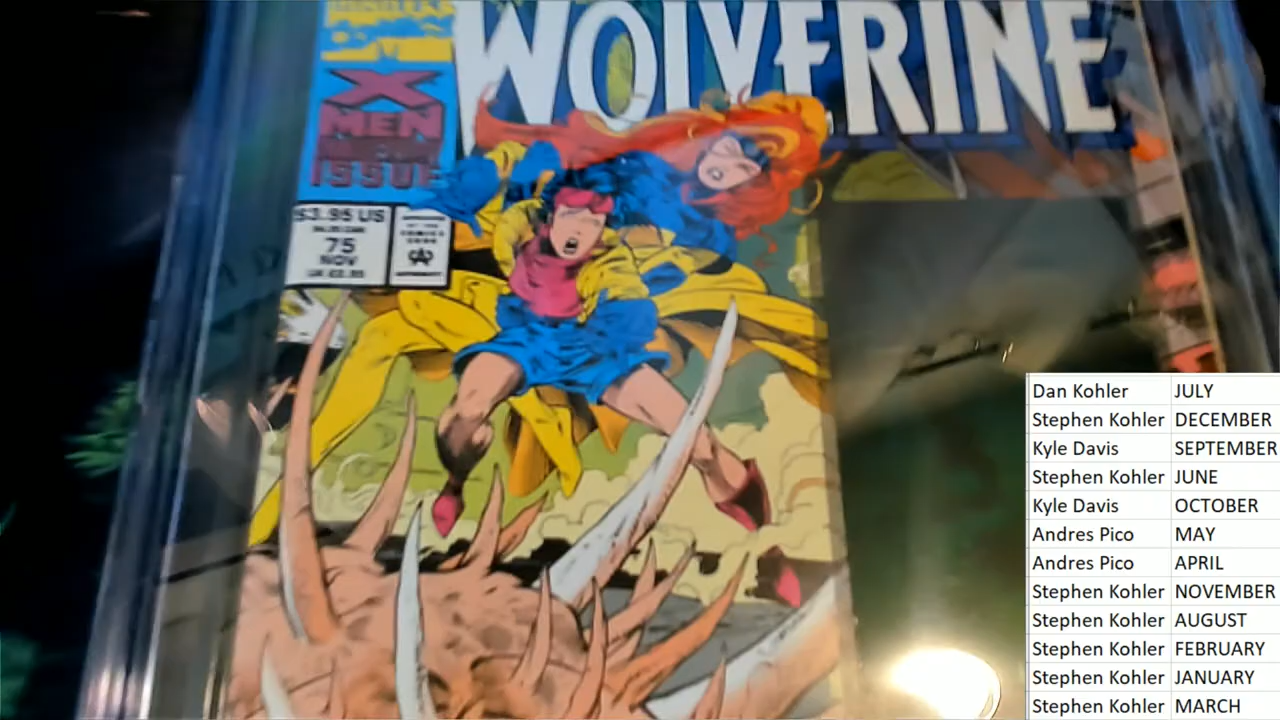 WOLVERINE
X
MEN
ISSUE
$3.95 US
75
NOV
Dan Kohler JULY
Stephen Kohler DECEMBER
Kyle Davis SEPTEMBER
Stephen Kohler JUNE
Kyle Davis OCTOBER
Andres Pico MAY
Andres Pico APRIL
Stephen Kohler NOVEMBER
Stephen Kohler AUGUST
Stephen Kohler FEBRUARY
Stephen Kohler JANUARY
Stephen Kohler MARCH